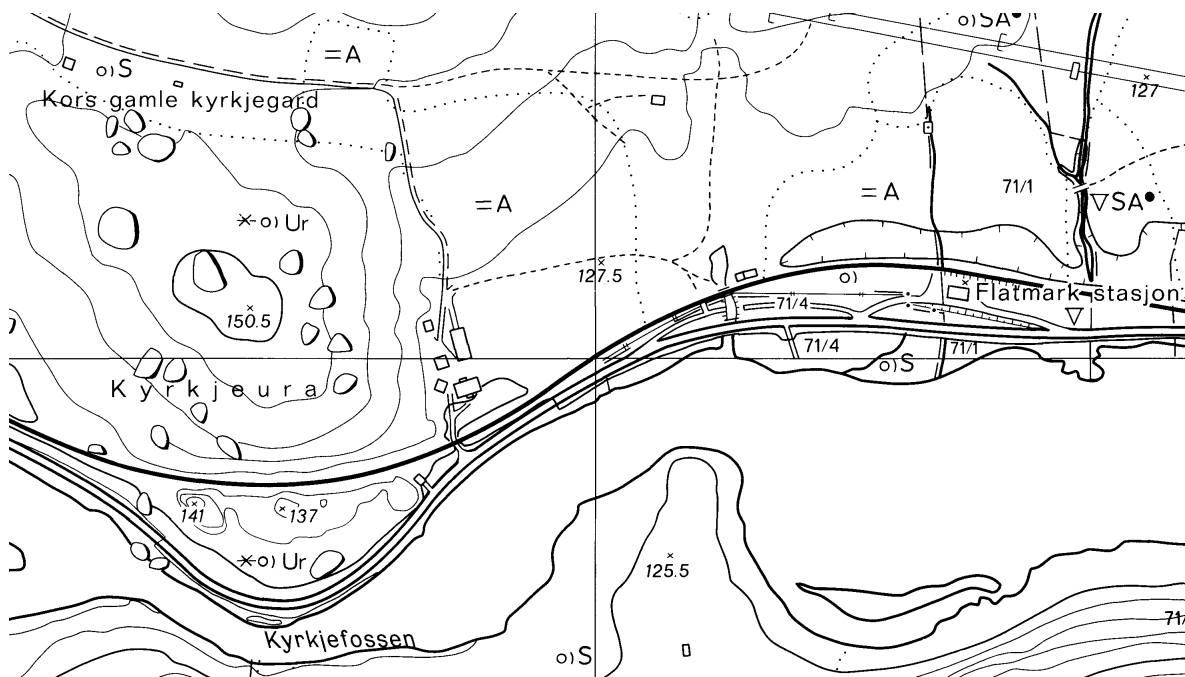 o) SA
= A
o) S
127
Kors gamle kyrkjegard
71/1
= A
= A
SA
o) Ur
127.5
o)
Flatmark stasjon
150.5
71/4
71/4
71/1
o) S
Kyrkjeura
141
137
o) Ur
125.5
71/
Kyrkjefossen
o) S